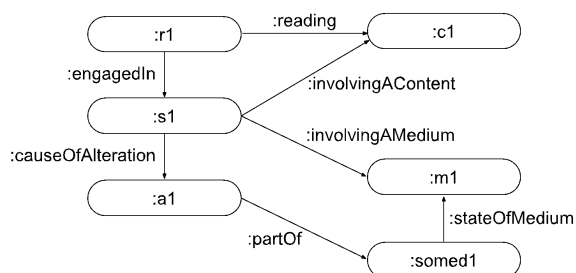 :reading
:r1
:c1
:engagedIn
:involvingAContent
:s1
:involvingAMedium
:causeOfAlteration
:a1
:m1
:stateOfMedium
:partOf
:somed1